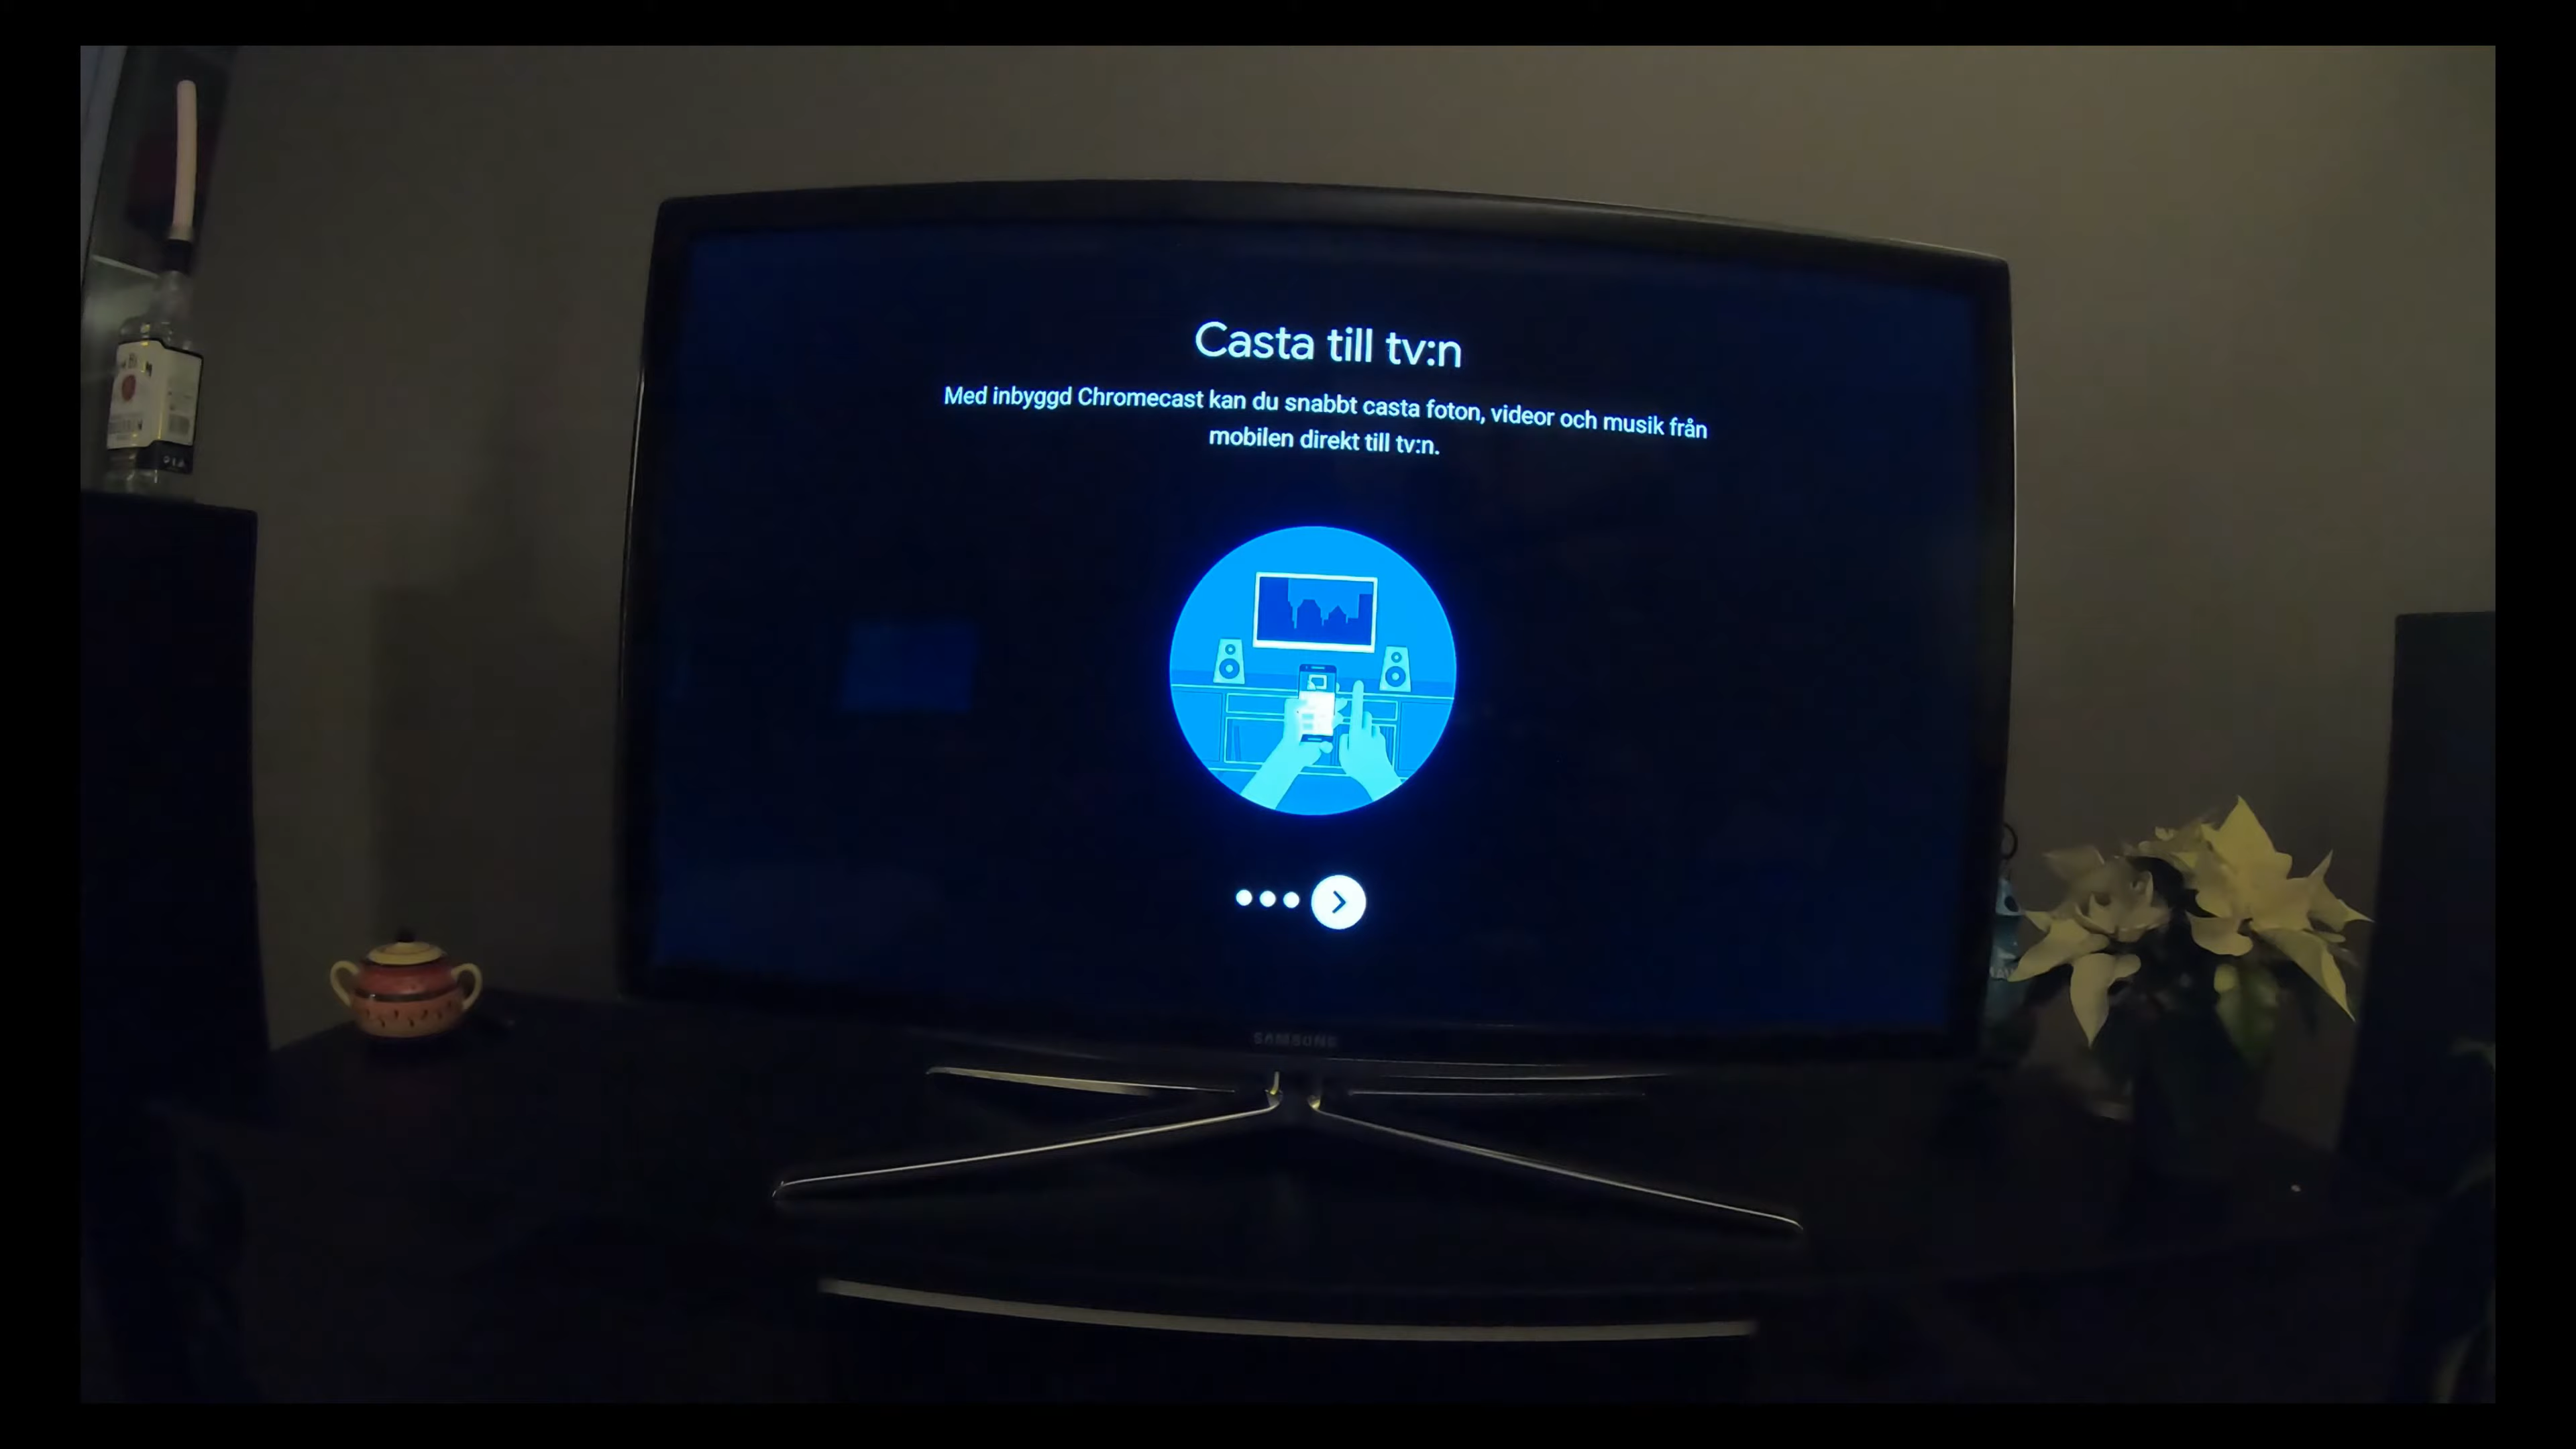 Casta till tv:n
Med inbyggd Chromecast kan du snabbt casta foton, videor och musik från
mobilen direkt till tv:n.
SAMSUNG